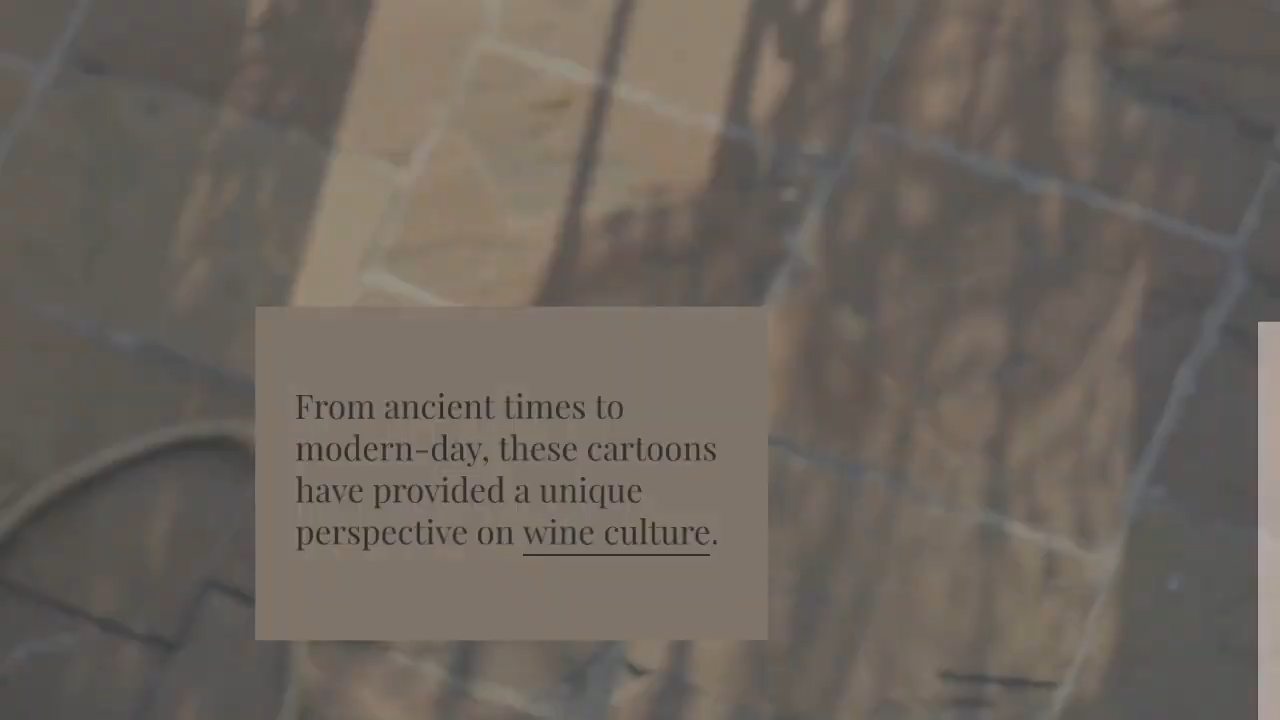 From ancient times to
modern-day, these cartoons
have provided a unique
perspective on wine culture.